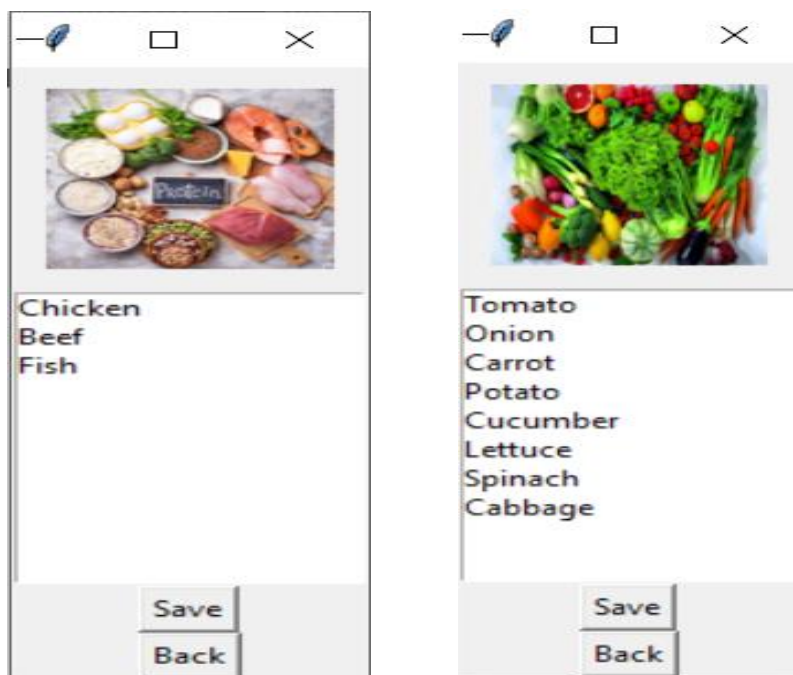 Protein
Chicken
Beef
Fish
Save
Back
Tomato
Onion
Carrot
Potato
Cucumber
Lettuce
Spinach
Cabbage
Save
Back